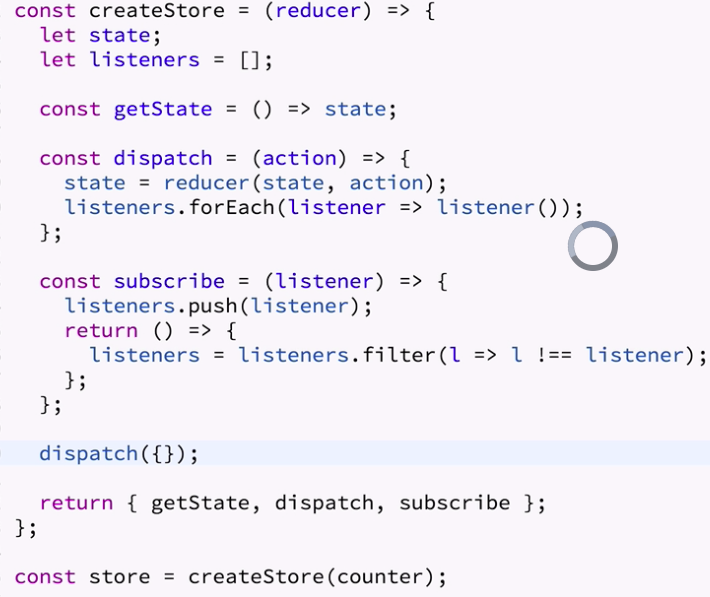 const createStore = (reducer) => {
  let state;
  let listeners = [];

  const getState = () => state;

  const dispatch = (action) => {
    state = reducer(state, action);
    listeners.forEach(listener => listener());
  };

  const subscribe = (listener) => {
    listeners.push(listener);
    return () => {
      listeners = listeners.filter(l => l !== listener);
    };
  };

  dispatch({});

  return { getState, dispatch, subscribe };
};

const store = createStore(counter);